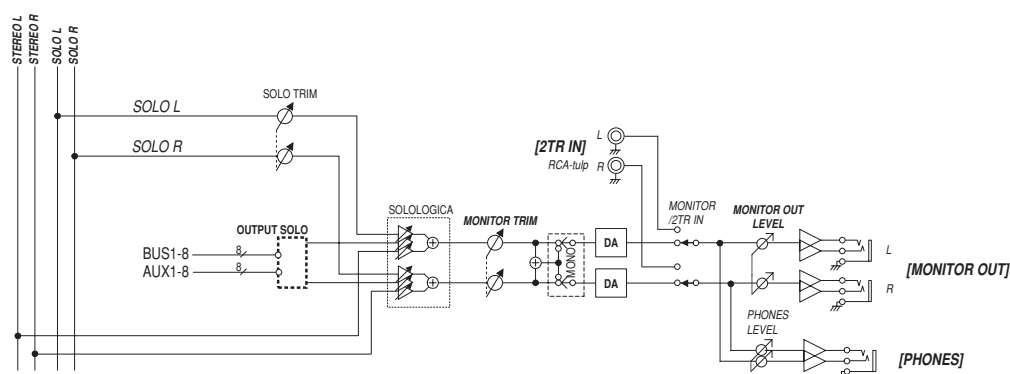 STEREO L
STEREO R
SOLO L
SOLO R
SOLO TRIM
SOLO L
SOLO R
L
[2TR IN]
RCA-tulp R
SOLOLOGICA
MONITOR TRIM
MONITOR
/2TR IN
MONITOR OUT
LEVEL
OUTPUT SOLO
BUS1-8
8
AUX1-8
8
MONO
DA
DA
L
[MONITOR OUT]
R
PHONES
LEVEL
[PHONES]